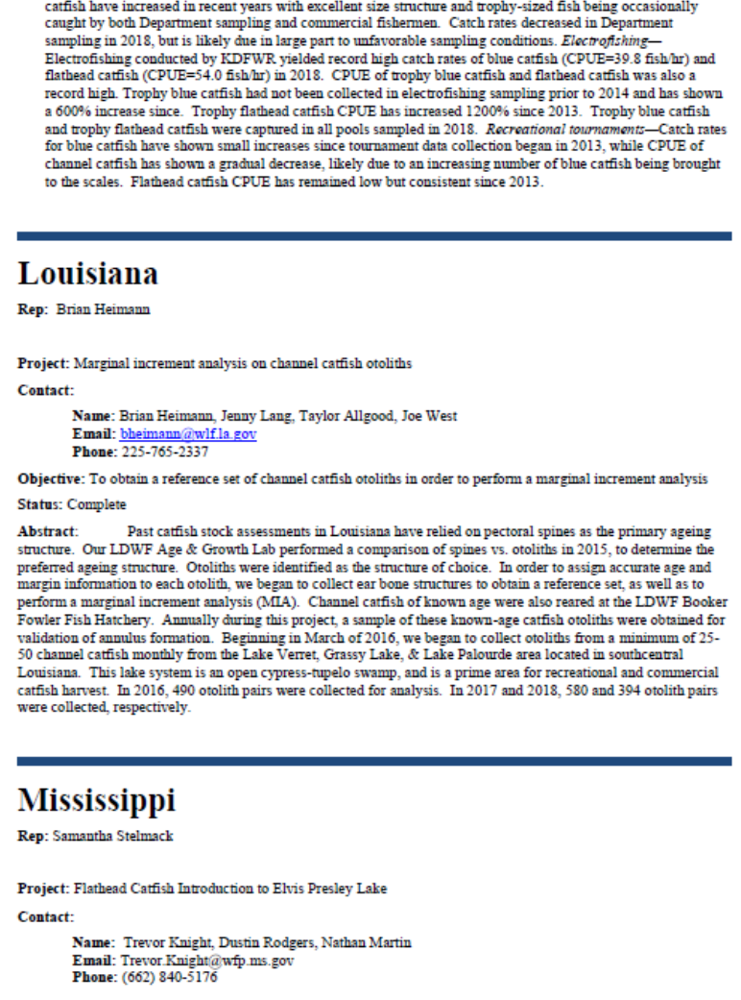 catfish have increased in recent years with excellent size structure and trophy-sized fish being occasionally
caught by both Department sampling and commercial fishermen.  Catch rates decreased in Department
sampling in 2018, but is likely due in large part to unfavorable sampling conditions. Electrofishing—
Electrofishing conducted by KDFWR yielded record high catch rates of blue catfish (CPUE=39.8 fish/hr) and
flathead catfish (CPUE=54.0 fish/hr) in 2018.  CPUE of trophy blue catfish and flathead catfish was also a
record high. Trophy blue catfish had not been collected in electrofishing sampling prior to 2014 and has shown
a 600% increase since.  Trophy flathead catfish CPUE has increased 1200% since 2013.  Trophy blue catfish
and trophy flathead catfish were captured in all pools sampled in 2018.  Recreational tournaments—Catch rates
for blue catfish have shown small increases since tournament data collection began in 2013, while CPUE of
channel catfish has shown a gradual decrease, likely due to an increasing number of blue catfish being brought
to the scales.  Flathead catfish CPUE has remained low but consistent since 2013.
Louisiana
Rep:  Brian Heimann
Project: Marginal increment analysis on channel catfish otoliths
Contact:
Name: Brian Heimann, Jenny Lang, Taylor Allgood, Joe West
Email: bheimann@wlf.la.gov
Phone: 225-765-2337
Objective: To obtain a reference set of channel catfish otoliths in order to perform a marginal increment analysis
Status: Complete
Abstract: Past catfish stock assessments in Louisiana have relied on pectoral spines as the primary ageing
structure.  Our LDWF Age & Growth Lab performed a comparison of spines vs. otoliths in 2015, to determine the
preferred ageing structure.  Otoliths were identified as the structure of choice.  In order to assign accurate age and
margin information to each otolith, we began to collect ear bone structures to obtain a reference set, as well as to
perform a marginal increment analysis (MIA).  Channel catfish of known age were also reared at the LDWF Booker
Fowler Fish Hatchery.  Annually during this project, a sample of these known-age catfish otoliths were obtained for
validation of annulus formation.  Beginning in March of 2016, we began to collect otoliths from a minimum of 25-
50 channel catfish monthly from the Lake Verret, Grassy Lake, & Lake Palourde area located in southcentral
Louisiana.  This lake system is an open cypress-tupelo swamp, and is a prime area for recreational and commercial
catfish harvest.  In 2016, 490 otolith pairs were collected for analysis.  In 2017 and 2018, 580 and 394 otolith pairs
were collected, respectively.
Mississippi
Rep: Samantha Stelmack
Project: Flathead Catfish Introduction to Elvis Presley Lake
Contact:
Name:  Trevor Knight, Dustin Rodgers, Nathan Martin
Email: Trevor.Knight@wfp.ms.gov
Phone: (662) 840-5176